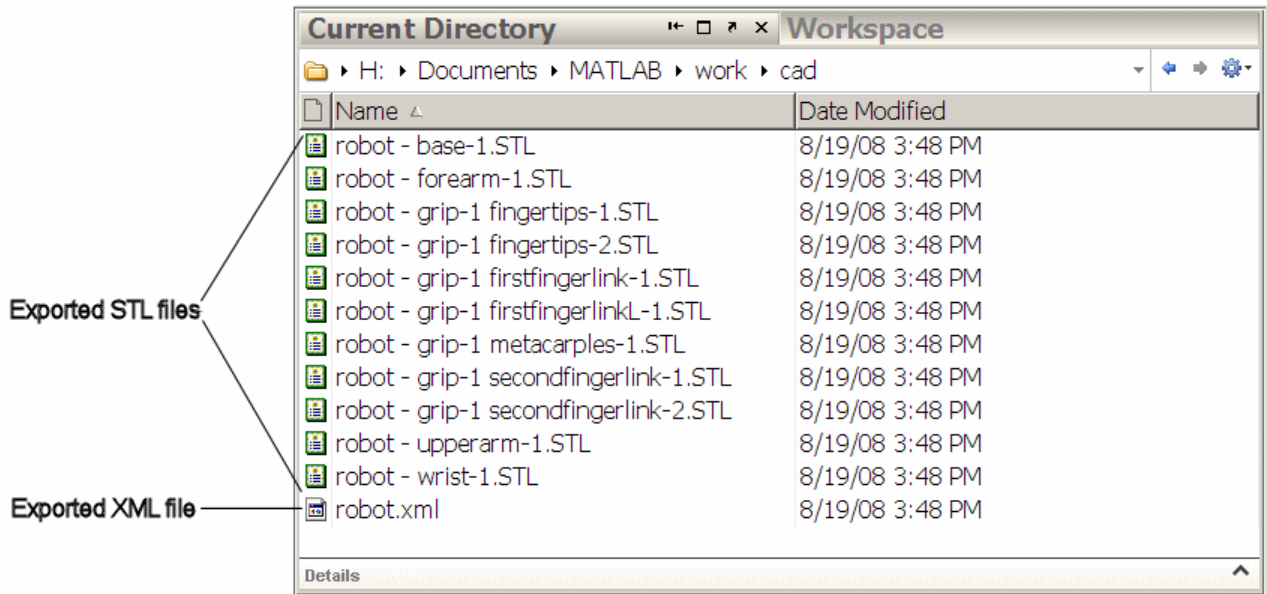 Current Directory Workspace
H: Documents MATLAB work cad
Name Date Modified
robot - base-1.STL 8/19/08 3:48 PM
robot - forearm-1.STL 8/19/08 3:48 PM
robot - grip-1 fingertips-1.STL 8/19/08 3:48 PM
robot - grip-1 fingertips-2.STL 8/19/08 3:48 PM
robot - grip-1 firstfingerlink-1.STL 8/19/08 3:48 PM
Exported STL files
robot - grip-1 firstfingerlinkL-1.STL 8/19/08 3:48 PM
robot - grip-1 metacarples-1.STL 8/19/08 3:48 PM
robot - grip-1 secondfingerlink-1.STL 8/19/08 3:48 PM
robot - grip-1 secondfingerlink-2.STL 8/19/08 3:48 PM
robot - upperarm-1.STL 8/19/08 3:48 PM
robot - wrist-1.STL 8/19/08 3:48 PM
Exported XML file
robot.xml 8/19/08 3:48 PM
Details